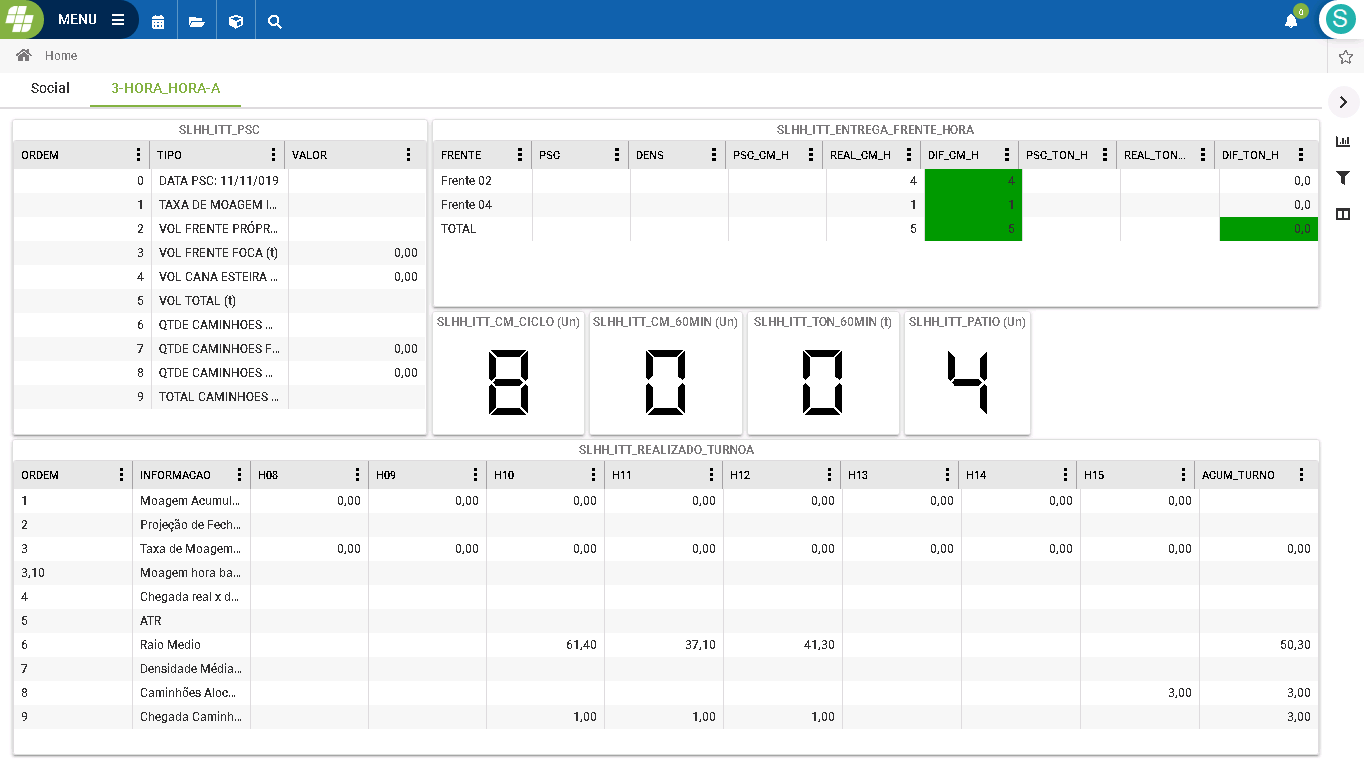 MENU
0
S
Home
Social 3-HORA_HORA-A
SLHH_ITT_PSC
ORDEM TIPO VALOR
0 DATA PSC: 11/11/019
1 TAXA DE MOAGEM I...
2 VOL FRENTE PRÓPR...
3 VOL FRENTE FOCA (t) 0,00
4 VOL CANA ESTEIRA ... 0,00
5 VOL TOTAL (t)
6 QTDE CAMINHOES ...
7 QTDE CAMINHOES F... 0,00
8 QTDE CAMINHOES ... 0,00
9 TOTAL CAMINHOES ...
SLHH_ITT_ENTREGA_FRENTE_HORA
FRENTE PSC DENS PSC_CM_H REAL_CM_H DIF_CM_H PSC_TON_H REAL_TON... DIF_TON_H
Frente 02 4 4 0,0
Frente 04 1 1 0,0
TOTAL 5 5 0,0
SLHH_ITT_CM_CICLO (Un)
8
SLHH_ITT_CM_60MIN (Un)
0
SLHH_ITT_TON_60MIN (t)
0
SLHH_ITT_PATIO (Un)
4
SLHH_ITT_REALIZADO_TURNOA
ORDEM INFORMACAO H08 H09 H10 H11 H12 H13 H14 H15 ACUM_TURNO
1 Moagem Acumul... 0,00 0,00 0,00 0,00 0,00 0,00 0,00 0,00
2 Projeção de Fech...
3 Taxa de Moagem... 0,00 0,00 0,00 0,00 0,00 0,00 0,00 0,00 0,00
3,10 Moagem hora ba...
4 Chegada real x d...
5 ATR
6 Raio Medio 61,40 37,10 41,30 50,30
7 Densidade Média...
8 Caminhões Aloc... 3,00 3,00
9 Chegada Caminh... 1,00 1,00 1,00 3,00